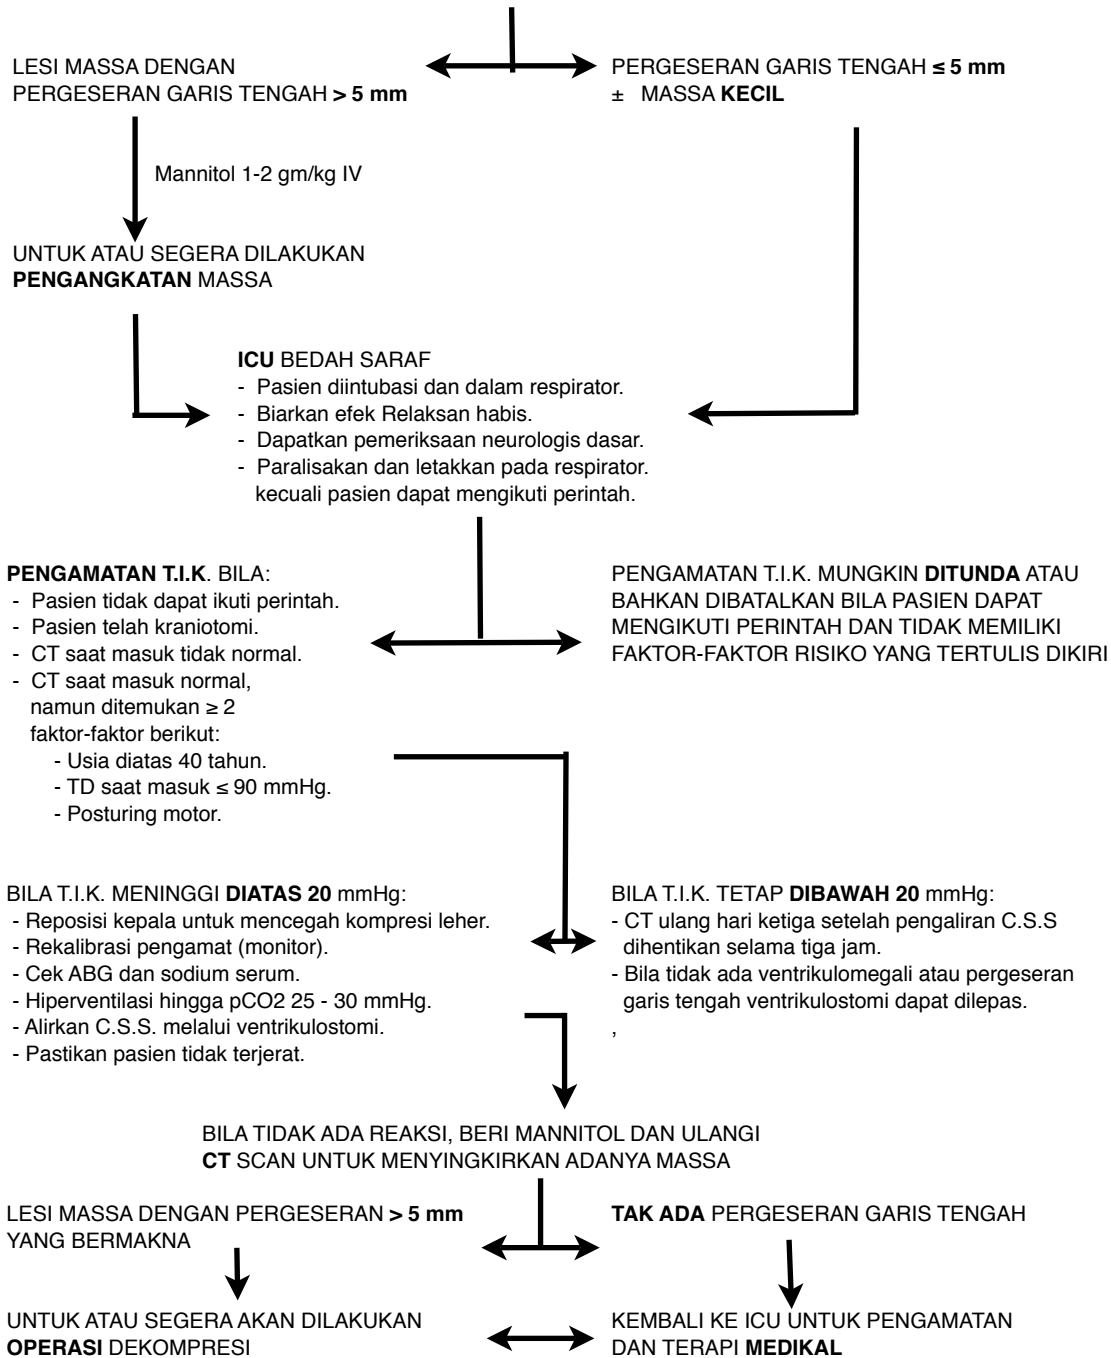 LESI MASSA DENGAN
PERGESERAN GARIS TENGAH > 5 mm
PERGESERAN GARIS TENGAH ≤ 5 mm
± MASSA KECIL
Mannitol 1-2 gm/kg IV
UNTUK ATAU SEGERA DILAKUKAN
PENGANGKATAN MASSA
ICU BEDAH SARAF
- Pasien diintubasi dan dalam respirator.
- Biarkan efek Relaksan habis.
- Dapatkan pemeriksaan neurologis dasar.
- Paralisakan dan letakkan pada respirator.
kecuali pasien dapat mengikuti perintah.
PENGAMATAN T.I.K. BILA:
- Pasien tidak dapat ikuti perintah.
- Pasien telah kraniotomi.
- CT saat masuk tidak normal.
- CT saat masuk normal,
namun ditemukan ≥ 2
faktor-faktor berikut:
- Usia diatas 40 tahun.
- TD saat masuk ≤ 90 mmHg.
- Posturing motor.
PENGAMATAN T.I.K. MUNGKIN DITUNDA ATAU
BAHKAN DIBATALKAN BILA PASIEN DAPAT
MENGIKUTI PERINTAH DAN TIDAK MEMILIKI
FAKTOR-FAKTOR RISIKO YANG TERTULIS DIKIRI
BILA T.I.K. MENINGGI DIATAS 20 mmHg:
- Reposisi kepala untuk mencegah kompresi leher.
- Rekalibrasi pengamat (monitor).
- Cek ABG dan sodium serum.
- Hiperventilasi hingga pCO2 25 - 30 mmHg.
- Alirkan C.S.S. melalui ventrikulostomi.
- Pastikan pasien tidak terjerat.
BILA T.I.K. TETAP DIBAWAH 20 mmHg:
- CT ulang hari ketiga setelah pengaliran C.S.S
dihentikan selama tiga jam.
- Bila tidak ada ventrikulomegali atau pergeseran
garis tengah ventrikulostomi dapat dilepas.
,
BILA TIDAK ADA REAKSI, BERI MANNITOL DAN ULANGI
CT SCAN UNTUK MENYINGKIRKAN ADANYA MASSA
LESI MASSA DENGAN PERGESERAN > 5 mm
YANG BERMAKNA
TAK ADA PERGESERAN GARIS TENGAH
UNTUK ATAU SEGERA AKAN DILAKUKAN
OPERASI DEKOMPRESI
KEMBALI KE ICU UNTUK PENGAMATAN
DAN TERAPI MEDIKAL